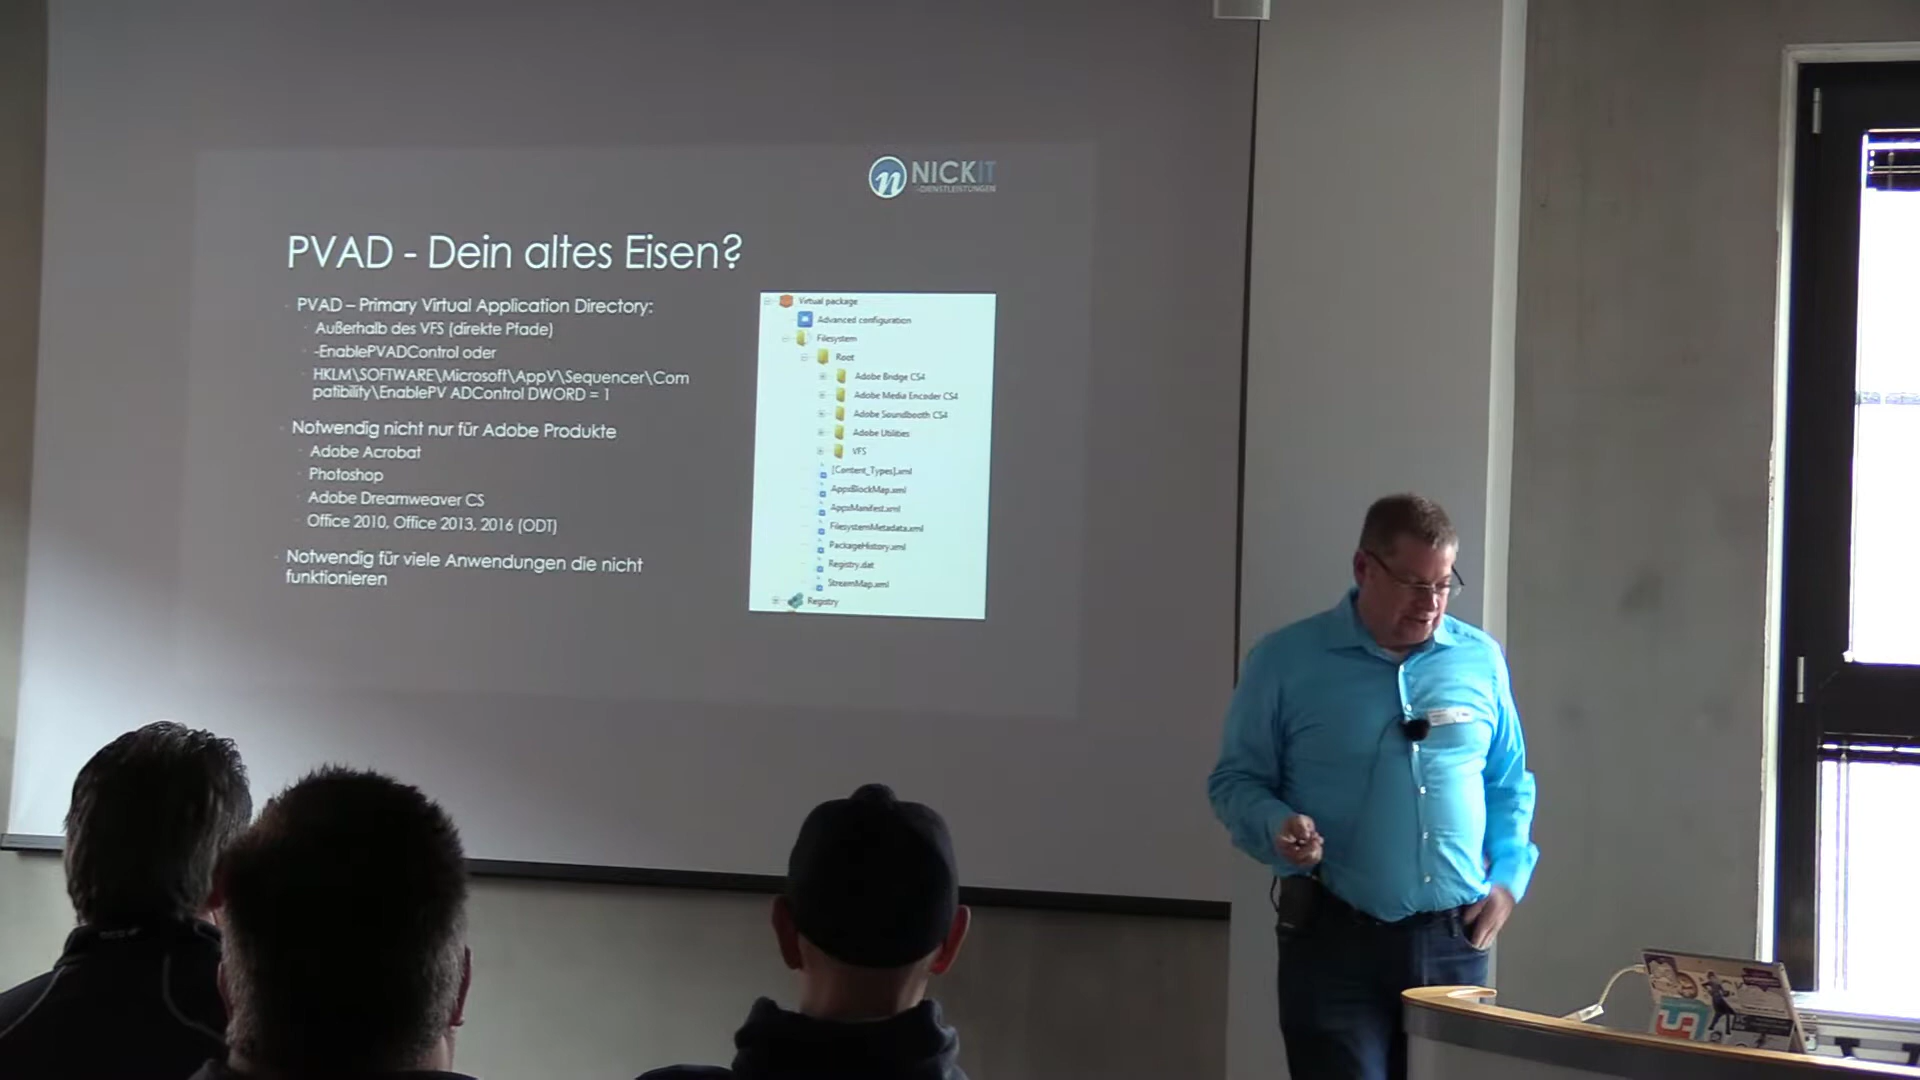 NICKIT
-DIENSTLEISTUNGEN
PVAD - Dein altes Eisen?
PVAD – Primary Virtual Application Directory:
Außerhalb des VFS (direkte Pfade)
-EnablePVADControl oder
HKLM\SOFTWARE\Microsoft\AppV\Sequencer\Com
patibility\EnablePV ADControl DWORD = 1
Notwendig nicht nur für Adobe Produkte
Adobe Acrobat
Photoshop
Adobe Dreamweaver CS
Office 2010, Office 2013, 2016 (ODT)
Notwendig für viele Anwendungen die nicht
funktionieren
Virtual package
Advanced configuration
Filesystem
Root
Adobe Bridge CS4
Adobe Media Encoder CS4
Adobe Soundbooth CS4
Adobe Utilities
VFS
[Content_Types].xml
AppxBlockMap.xml
AppxManifest.xml
FilesystemMetadata.xml
PackageHistory.xml
Registry.dat
StreamMap.xml
Registry